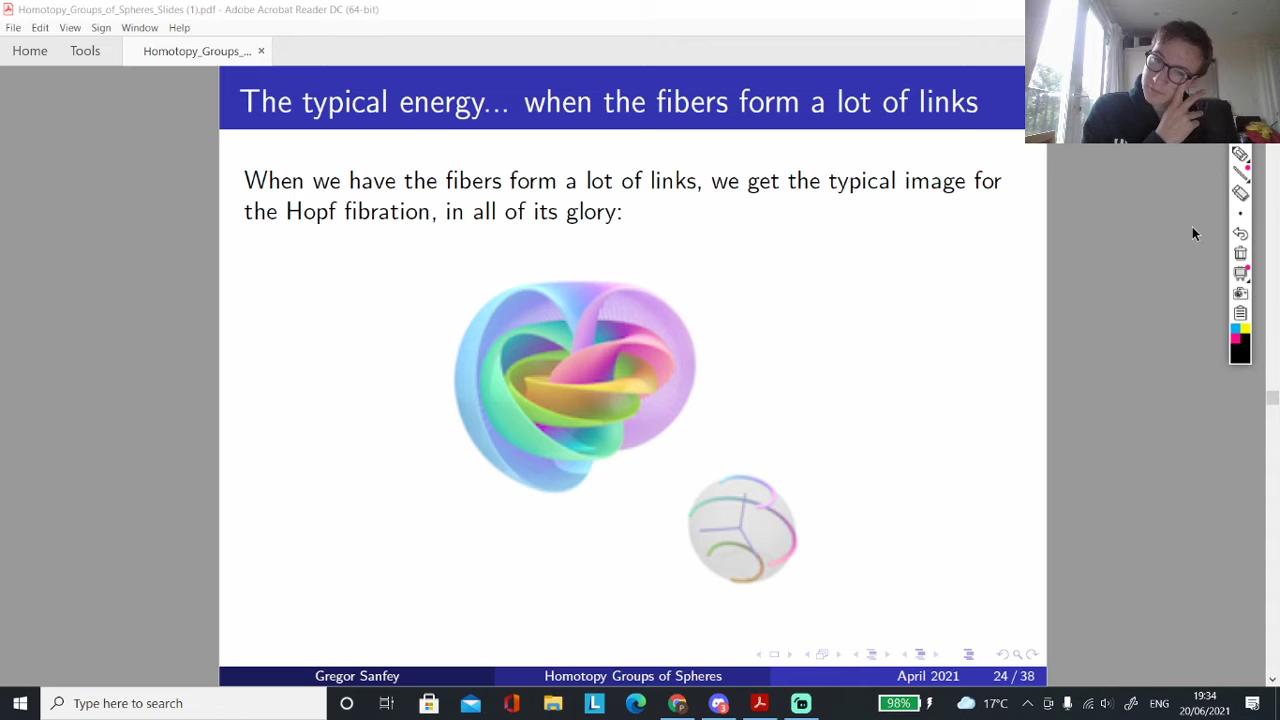 Homotopy_Groups_of_Spheres_Slides (1).pdf - Adobe Acrobat Reader DC (64-bit)
File Edit View Sign Window Help
Home Tools Homotopy_Groups_... ×
The typical energy... when the fibers form a lot of links
When we have the fibers form a lot of links, we get the typical image for
the Hopf fibration, in all of its glory:
Gregor Sanfey Homotopy Groups of Spheres April 2021 24 / 38
Type here to search 98% 17°C ENG 19:34
20/06/2021